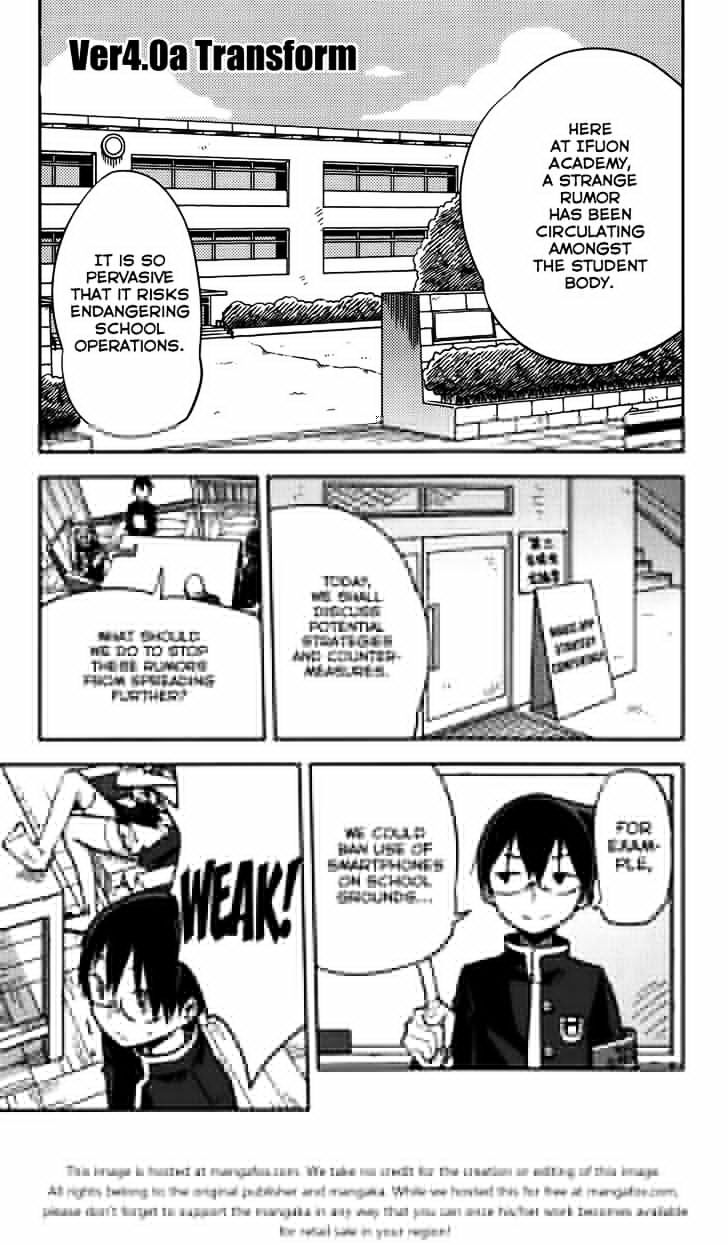 Ver4.0a Transform
HERE
AT IFUON
ACADEMY,
A STRANGE
RUMOR
HAS BEEN
CIRCULATING
AMONGST
THE STUDENT
BODY.
IT IS SO
PERVASIVE
THAT IT RISKS
ENDANGERING
SCHOOL
OPERATIONS.
TODAY,
WE SHALL
DISCUSS
POTENTIAL
STRATEGIES
AND COUNTER-
MEASURES.
WHAT SHOULD
WE DO TO STOP
THESE RUMORS
FROM SPREADING
FURTHER?
FOR
EXAM-
PLE,
WE COULD
BAN USE OF
SMARTPHONES
ON SCHOOL
GROUNDS...
WEAK!
This image is hosted at mangafox.com. We take no credit for the creation or editing of this image.
All rights belong to the original publisher and mangaka. While we hosted this for free at mangafox.com,
please don't forget to support the mangaka in any way that you can once his/her work becomes available
for retail sale in your region!